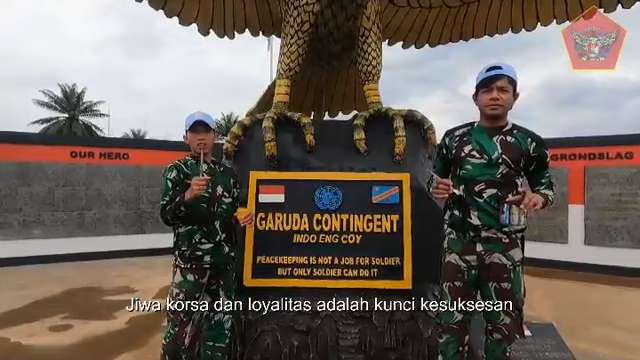 OUR HERO
GRONDSLAG
GARUDA CONTINGENT
INDO ENG COY
PEACEKEEPING IS NOT A JOB FOR SOLDIER
BUT ONLY SOLDIER CAN DO IT
Jiwa korsa dan loyalitas adalah kunci kesuksesan